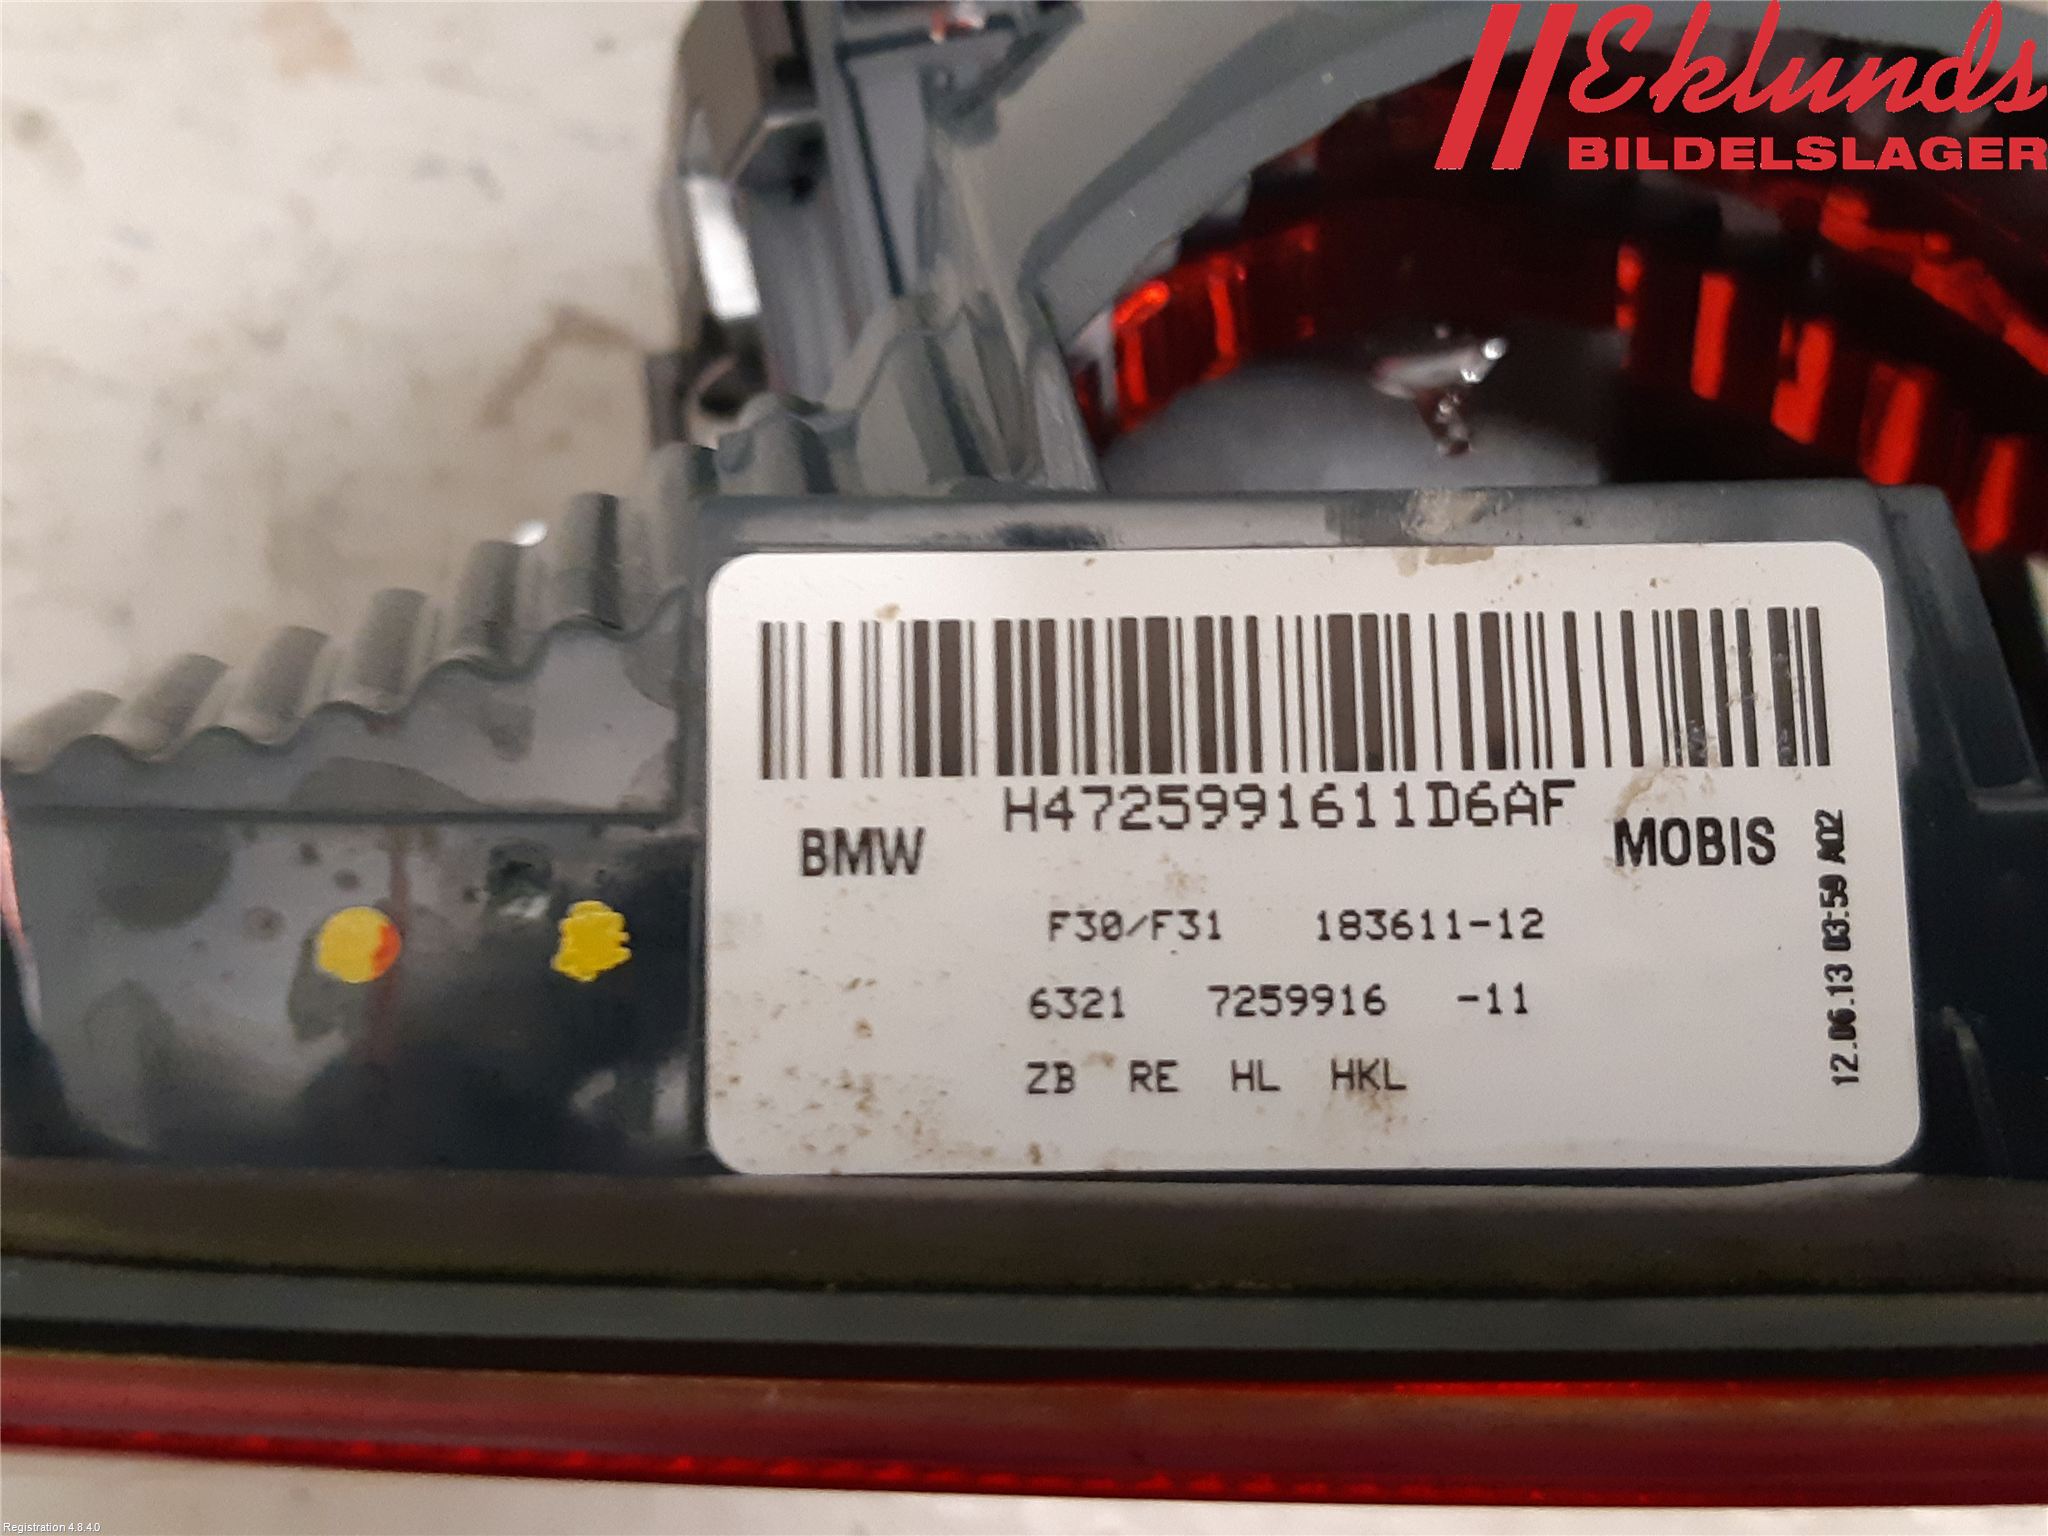 Eklunds
BILDELSLAGER
H4725991611D6AF
BMW
MOBIS
F30/F31 183611-12
6321 7259916 -11
ZB RE HL HKL
12.06.13 03:59 A02
Registration 4.8.4.0